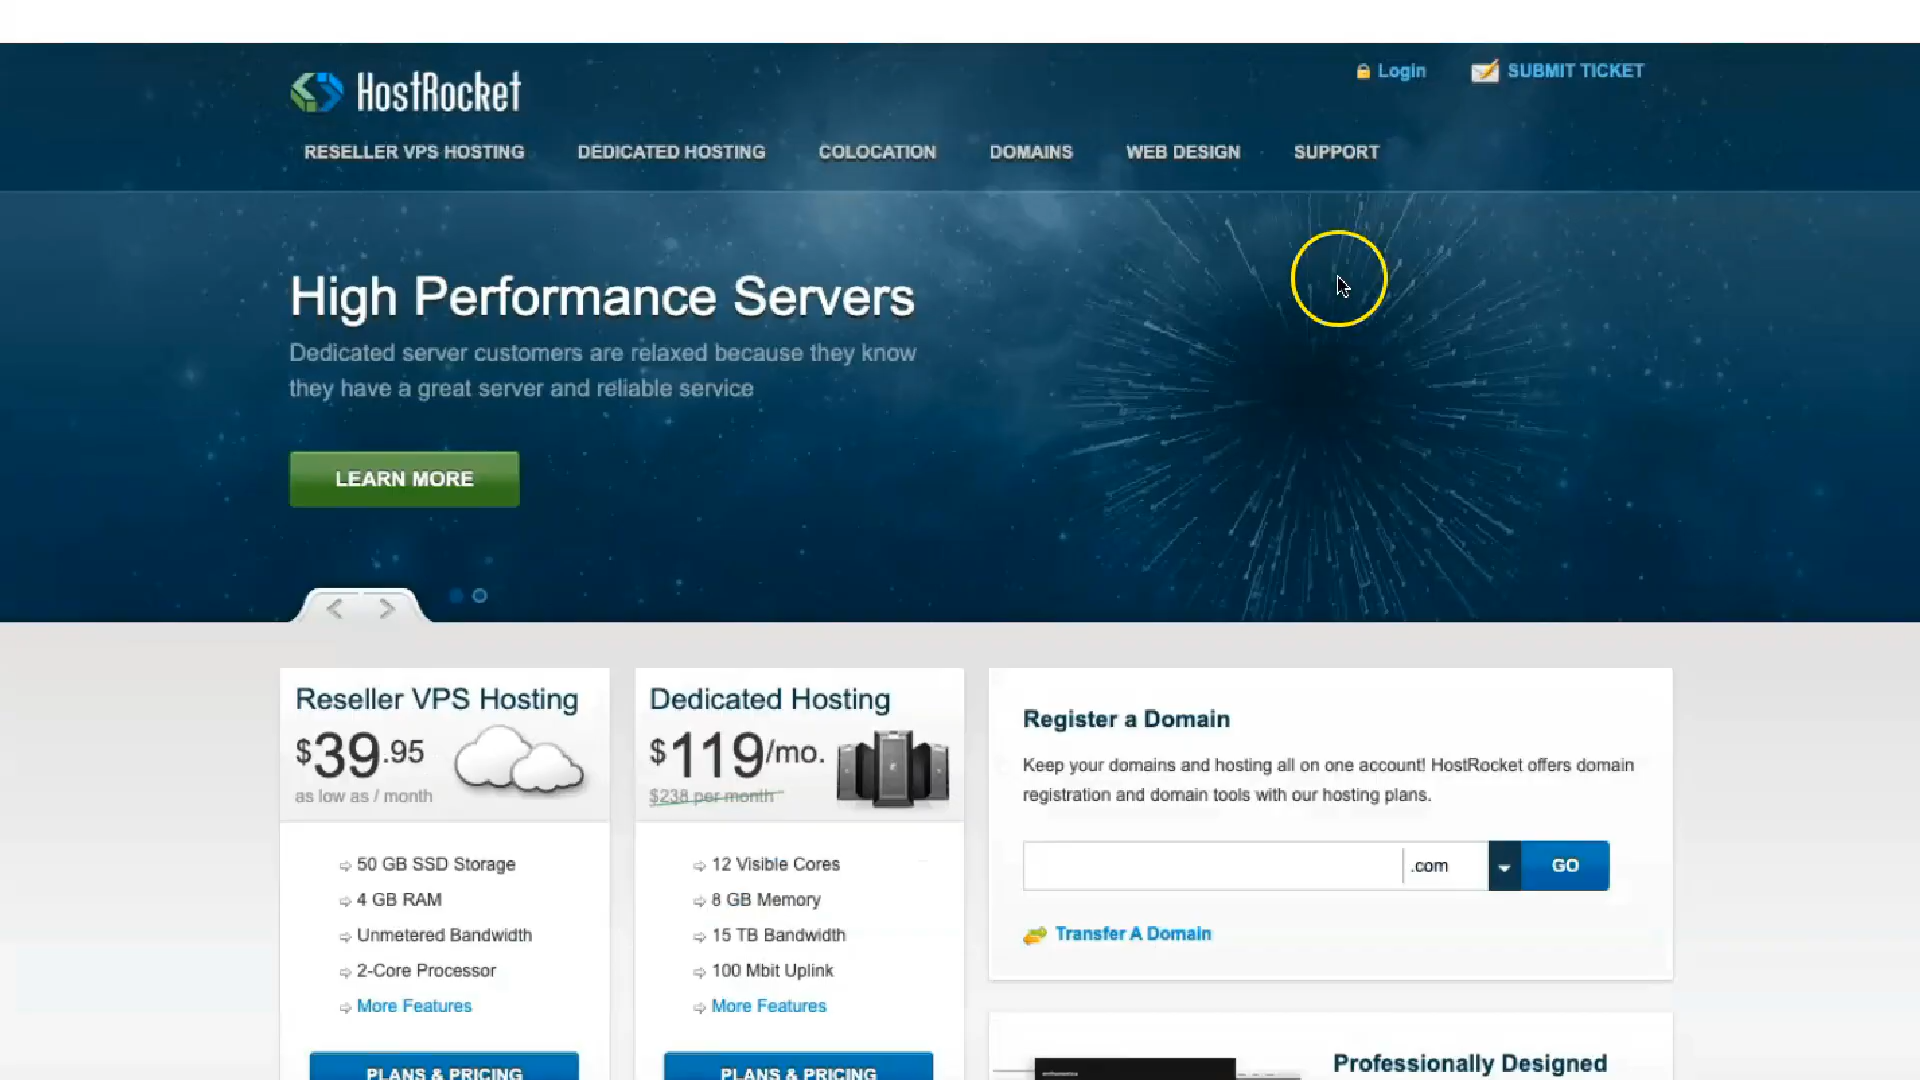 HostRocket
Login
SUBMIT TICKET
RESELLER VPS HOSTING
DEDICATED HOSTING
COLOCATION
DOMAINS
WEB DESIGN
SUPPORT
High Performance Servers
Dedicated server customers are relaxed because they know
they have a great server and reliable service
LEARN MORE
Reseller VPS Hosting
$39.95
as low as / month
50 GB SSD Storage
4 GB RAM
Unmetered Bandwidth
2-Core Processor
More Features
PLANS & PRICING
Dedicated Hosting
$119/mo.
$238 per month
12 Visible Cores
8 GB Memory
15 TB Bandwidth
100 Mbit Uplink
More Features
PLANS & PRICING
Register a Domain
Keep your domains and hosting all on one account! HostRocket offers domain
registration and domain tools with our hosting plans.
.com
GO
Transfer A Domain
Professionally Designed